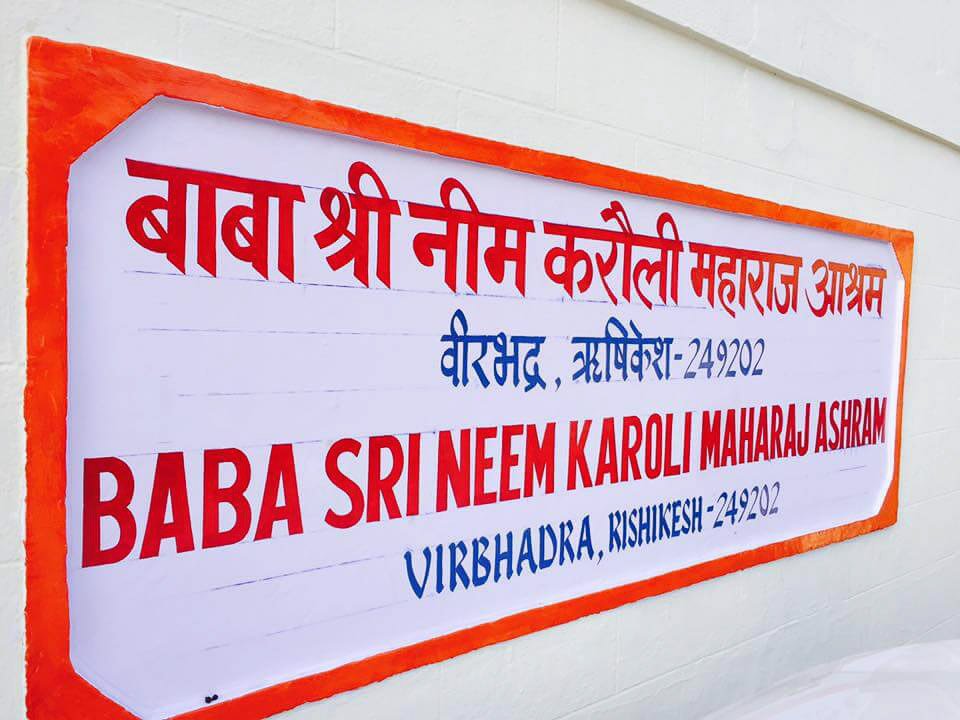 बाबा श्री नीम करौली महाराज आश्रम
वीरभद्र, ऋषिकेश-249202
BABA SRI NEEM KAROLI MAHARAJ ASHRAM
VIRBHADRA, RISHIKESH-249202